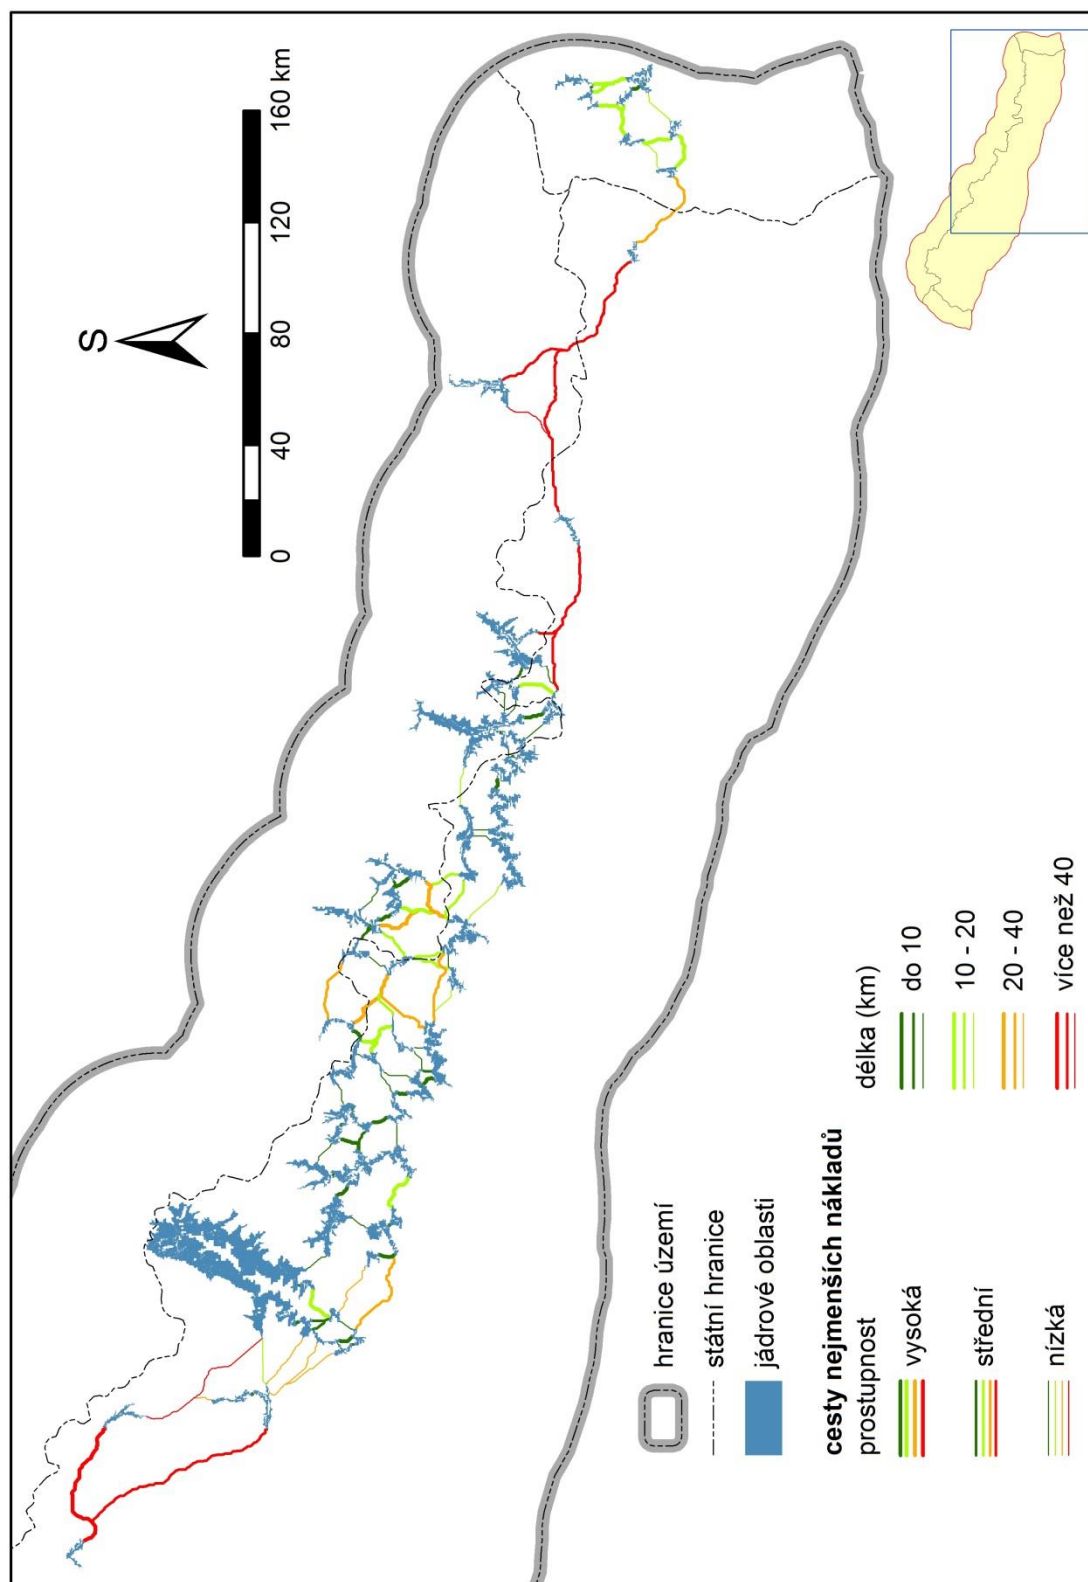 S
0 40 80 120 160 km
hranice území
státní hranice
jádrové oblasti
cesty nejmenších nákladů
prostupnost
vysoká
střední
nízká
délka (km)
do 10
10 - 20
20 - 40
více než 40